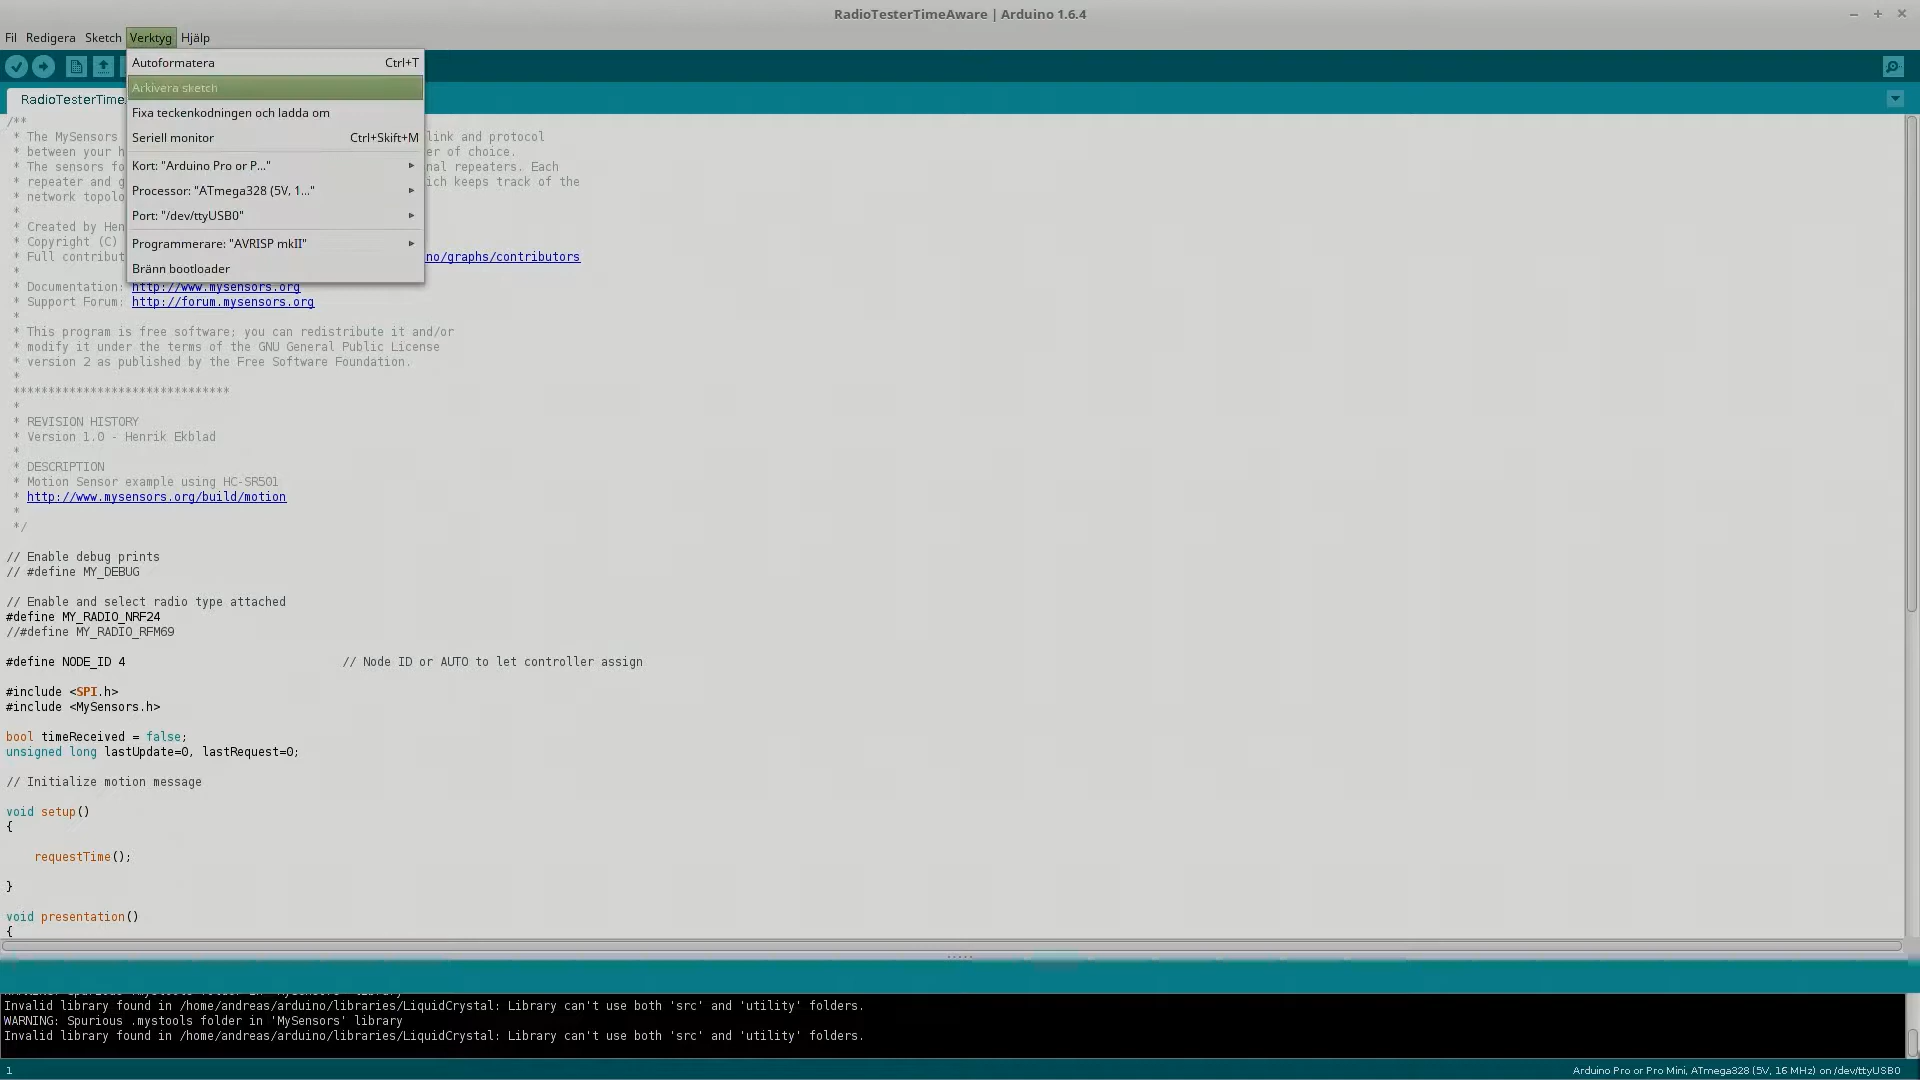 RadioTesterTimeAware | Arduino 1.6.4
Fil Redigera Sketch Verktyg Hjälp
Autoformatera Ctrl+T
Arkivera sketch
Fixa teckenkodningen och ladda om
Seriell monitor Ctrl+Skift+M
Kort: "Arduino Pro or P..."
Processor: "ATmega328 (5V, 1..."
Port: "/dev/ttyUSB0"
Programmerare: "AVRISP mkII"
Bränn bootloader
RadioTesterTime
/**
* The MySensors link and protocol
* between your h er of choice.
* The sensors fo nal repeaters. Each
* repeater and g ich keeps track of the
* network topolo
*
* Created by Hen
* Copyright (C)
* Full contribut no/graphs/contributors
*
* Documentation: http://www.mysensors.org
* Support Forum: http://forum.mysensors.org
*
* This program is free software; you can redistribute it and/or
* modify it under the terms of the GNU General Public License
* version 2 as published by the Free Software Foundation.
*
*******************************
*
* REVISION HISTORY
* Version 1.0 - Henrik Ekblad
*
* DESCRIPTION
* Motion Sensor example using HC-SR501
* http://www.mysensors.org/build/motion
*
*/
// Enable debug prints
// #define MY_DEBUG
// Enable and select radio type attached
#define MY_RADIO_NRF24
//#define MY_RADIO_RFM69
#define NODE_ID 4 // Node ID or AUTO to let controller assign
#include <SPI.h>
#include <MySensors.h>
bool timeReceived = false;
unsigned long lastUpdate=0, lastRequest=0;
// Initialize motion message
void setup()
{
requestTime();
}
void presentation()
{
Invalid library found in /home/andreas/arduino/libraries/LiquidCrystal: Library can't use both 'src' and 'utility' folders.
WARNING: Spurious .mystools folder in 'MySensors' library
Invalid library found in /home/andreas/arduino/libraries/LiquidCrystal: Library can't use both 'src' and 'utility' folders.
1 Arduino Pro or Pro Mini, ATmega328 (5V, 16 MHz) on /dev/ttyUSB0